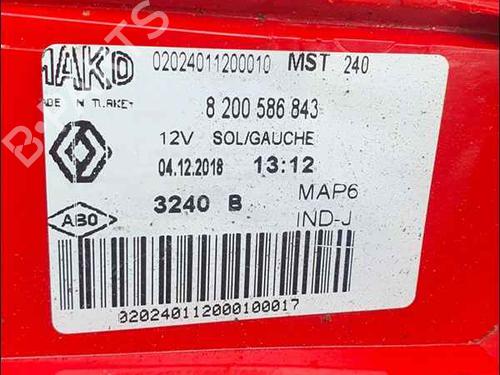 MAKO 02024011200010 MST 240
MADE IN TURKEY
8 200 586 843
12V SOL/GAUCHE
04.12.2018 13:12
3240 B MAP6
ABO IND-J
020240112000100017